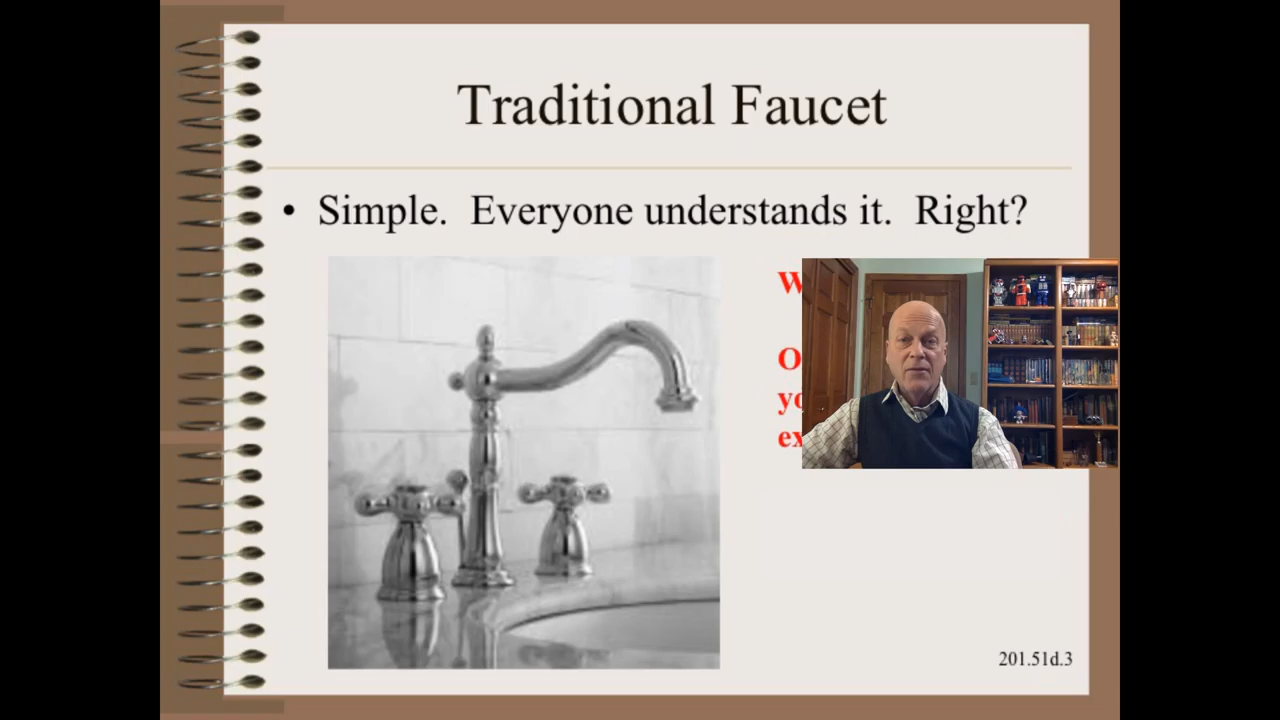 Traditional Faucet
• Simple. Everyone understands it. Right?
201.51d.3